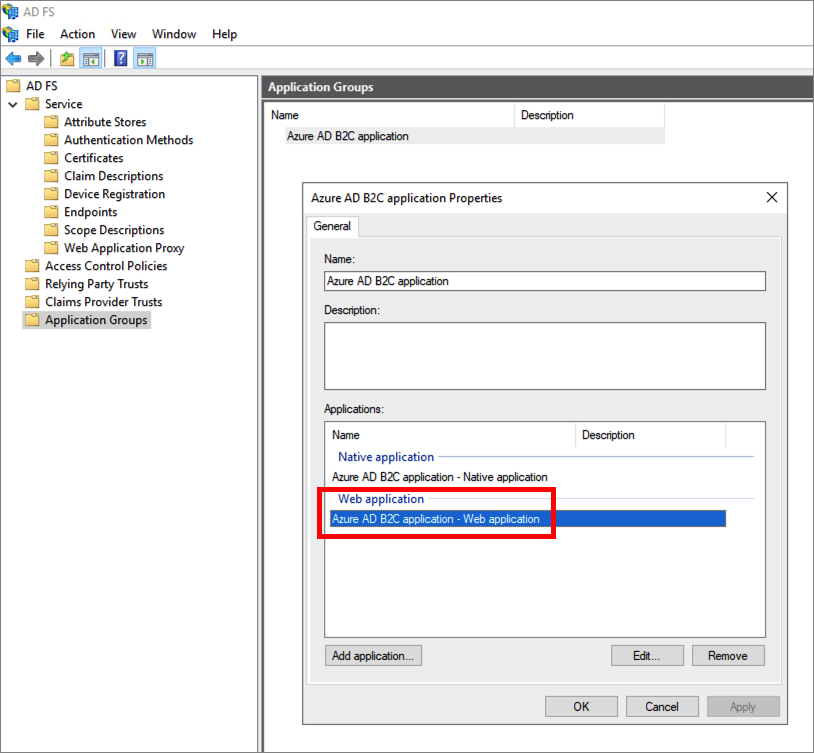 AD FS
File Action View Window Help
AD FS
Service
Attribute Stores
Authentication Methods
Certificates
Claim Descriptions
Device Registration
Endpoints
Scope Descriptions
Web Application Proxy
Access Control Policies
Relying Party Trusts
Claims Provider Trusts
Application Groups
Application Groups
Name Description
Azure AD B2C application
Azure AD B2C application Properties
General
Name:
Azure AD B2C application
Description:
Applications:
Name Description
Native application
Azure AD B2C application - Native application
Web application
Azure AD B2C application - Web application
Add application... Edit... Remove
OK Cancel Apply